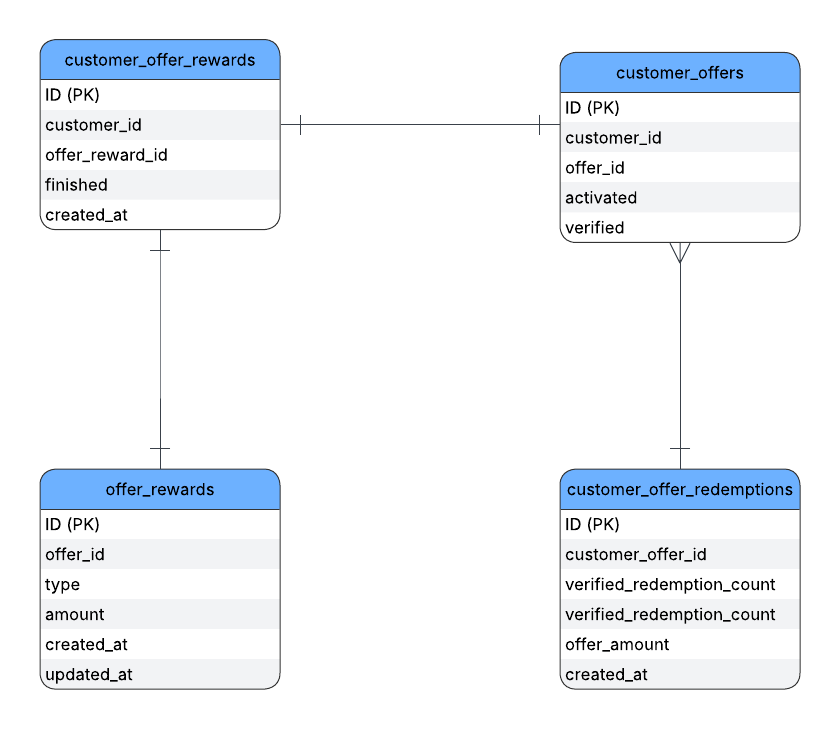 customer_offer_rewards
ID (PK)
customer_id
offer_reward_id
finished
created_at
customer_offers
ID (PK)
customer_id
offer_id
activated
verified
offer_rewards
ID (PK)
offer_id
type
amount
created_at
updated_at
customer_offer_redemptions
ID (PK)
customer_offer_id
verified_redemption_count
verified_redemption_count
offer_amount
created_at